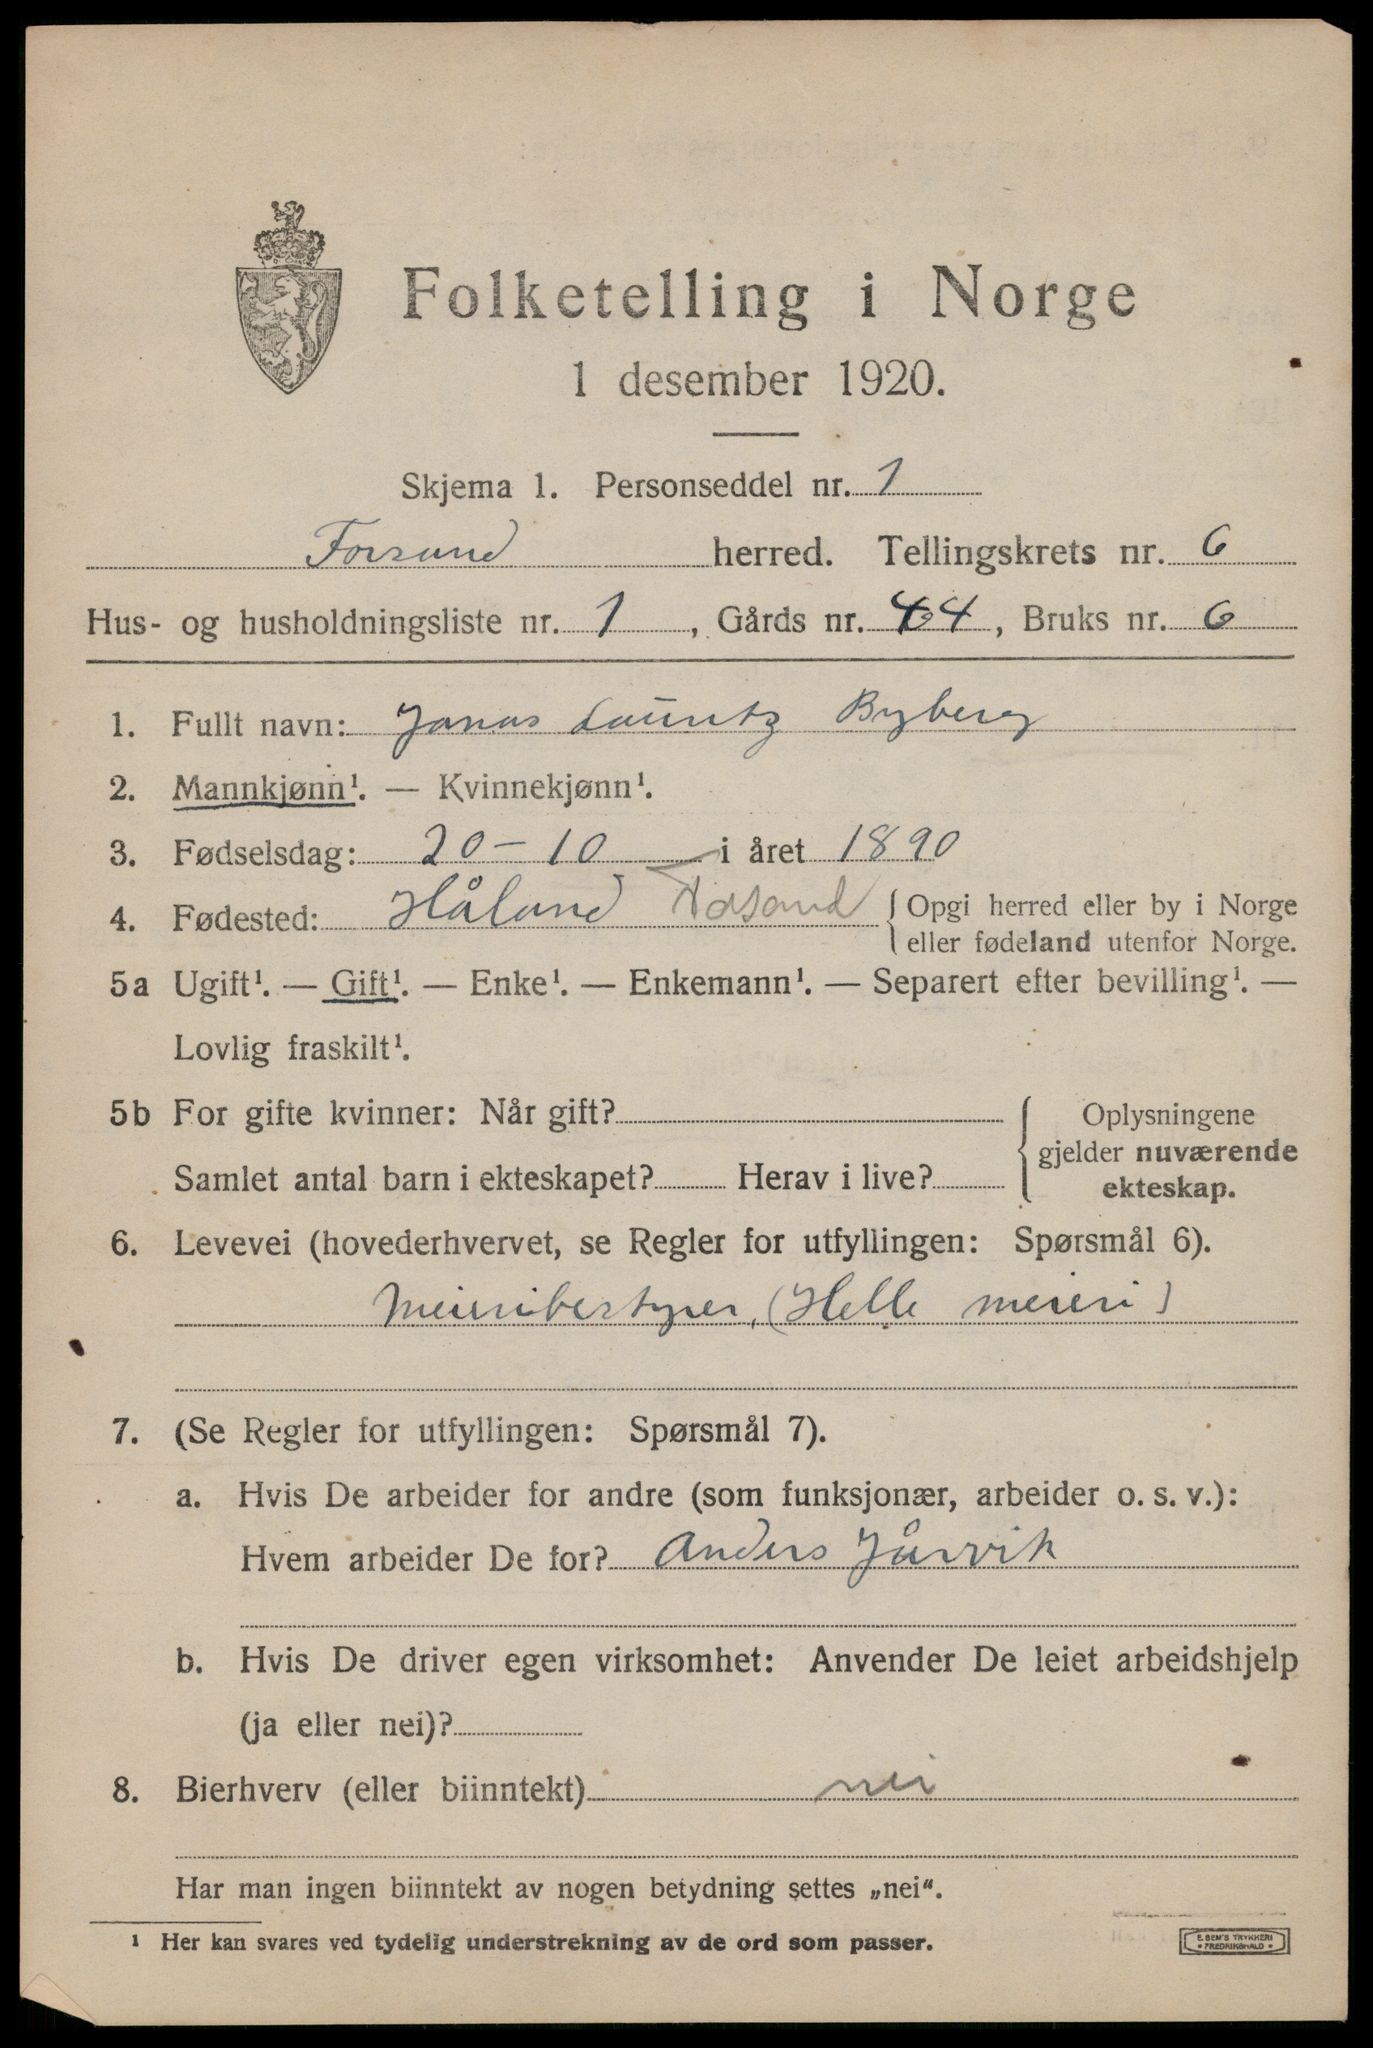 Folketelling i Norge
1 desember 1920.
Skjema 1. Personseddel nr. 1
Forsand herred. Tellingskrets nr. 6
Hus- og husholdningsliste nr. 1, Gårds nr. 44, Bruks nr. 6
1. Fullt navn: Jonas Lauritz Byberg
2. Mannkjønn¹. — Kvinnekjønn¹.
3. Fødselsdag: 20-10 i året 1890
4. Fødested: Håland { Opgi herred eller by i Norge
eller fødeland utenfor Norge.
5a Ugift¹. — Gift¹. — Enke¹. — Enkemann¹. — Separert efter bevilling¹. —
Lovlig fraskilt¹.
5b For gifte kvinner: Når gift? { Oplysningene
gjelder nuværende
ekteskap.
Samlet antal barn i ekteskapet? Herav i live?
6. Levevei (hovederhvervet, se Regler for utfyllingen: Spørsmål 6).
Meieribestyrer, (Helle meieri)
7. (Se Regler for utfyllingen: Spørsmål 7).
a. Hvis De arbeider for andre (som funksjonær, arbeider o. s. v.):
Hvem arbeider De for? Anders Jårvik
b. Hvis De driver egen virksomhet: Anvender De leiet arbeidshjelp
(ja eller nei)?
8. Bierhverv (eller biinntekt) nei
Har man ingen biinntekt av nogen betydning settes „nei“.
¹ Her kan svares ved tydelig understrekning av de ord som passer.
E. SEM'S TRYKKERI
* FREDRIKSHALD *